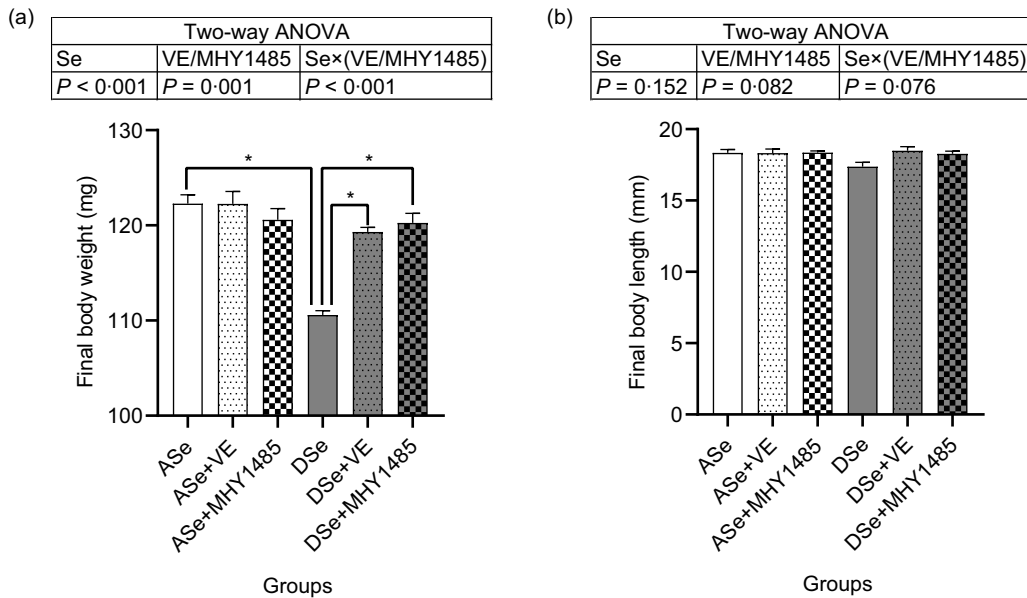 (a)
Two-way ANOVA
Se VE/MHY1485 Se×(VE/MHY1485)
P < 0·001 P = 0·001 P < 0·001
Final body weight (mg)
130
120
110
100
*
*
*
ASe
ASe+VE
ASe+MHY1485
DSe
DSe+VE
DSe+MHY1485
Groups
(b)
Two-way ANOVA
Se VE/MHY1485 Se×(VE/MHY1485)
P = 0·152 P = 0·082 P = 0·076
Final body length (mm)
20
15
10
5
0
ASe
ASe+VE
ASe+MHY1485
DSe
DSe+VE
DSe+MHY1485
Groups